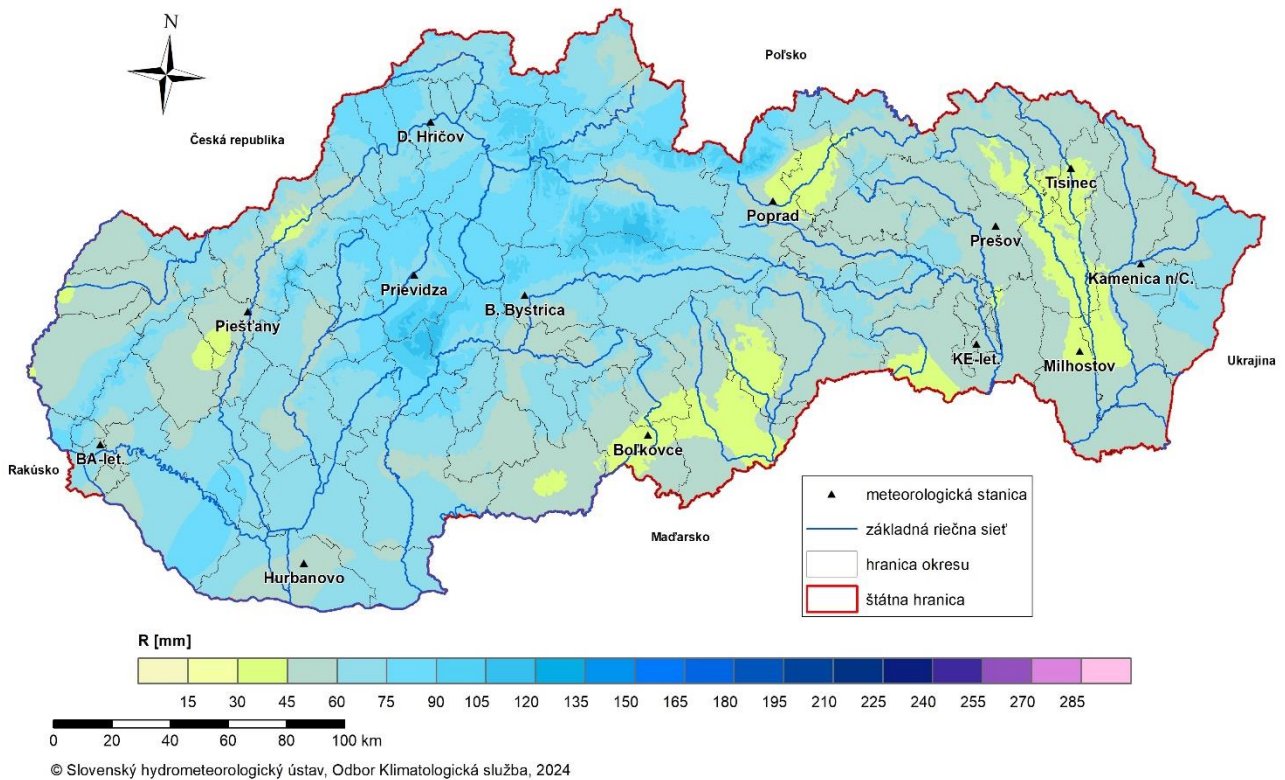 N
Poľsko
Česká republika
D. Hričov
Tisinec
Poprad
Prešov
Kamenica n/C.
Prievidza
B. Bystrica
Piešťany
KE-let.
Milhostov
Ukrajina
Boľkovce
BA-let.
Rakúsko
Maďarsko
Hurbanovo
meteorologická stanica
základná riečna sieť
hranica okresu
štátna hranica
R [mm]
15 30 45 60 75 90 105 120 135 150 165 180 195 210 225 240 255 270 285
0 20 40 60 80 100 km
© Slovenský hydrometeorologický ústav, Odbor Klimatologická služba, 2024